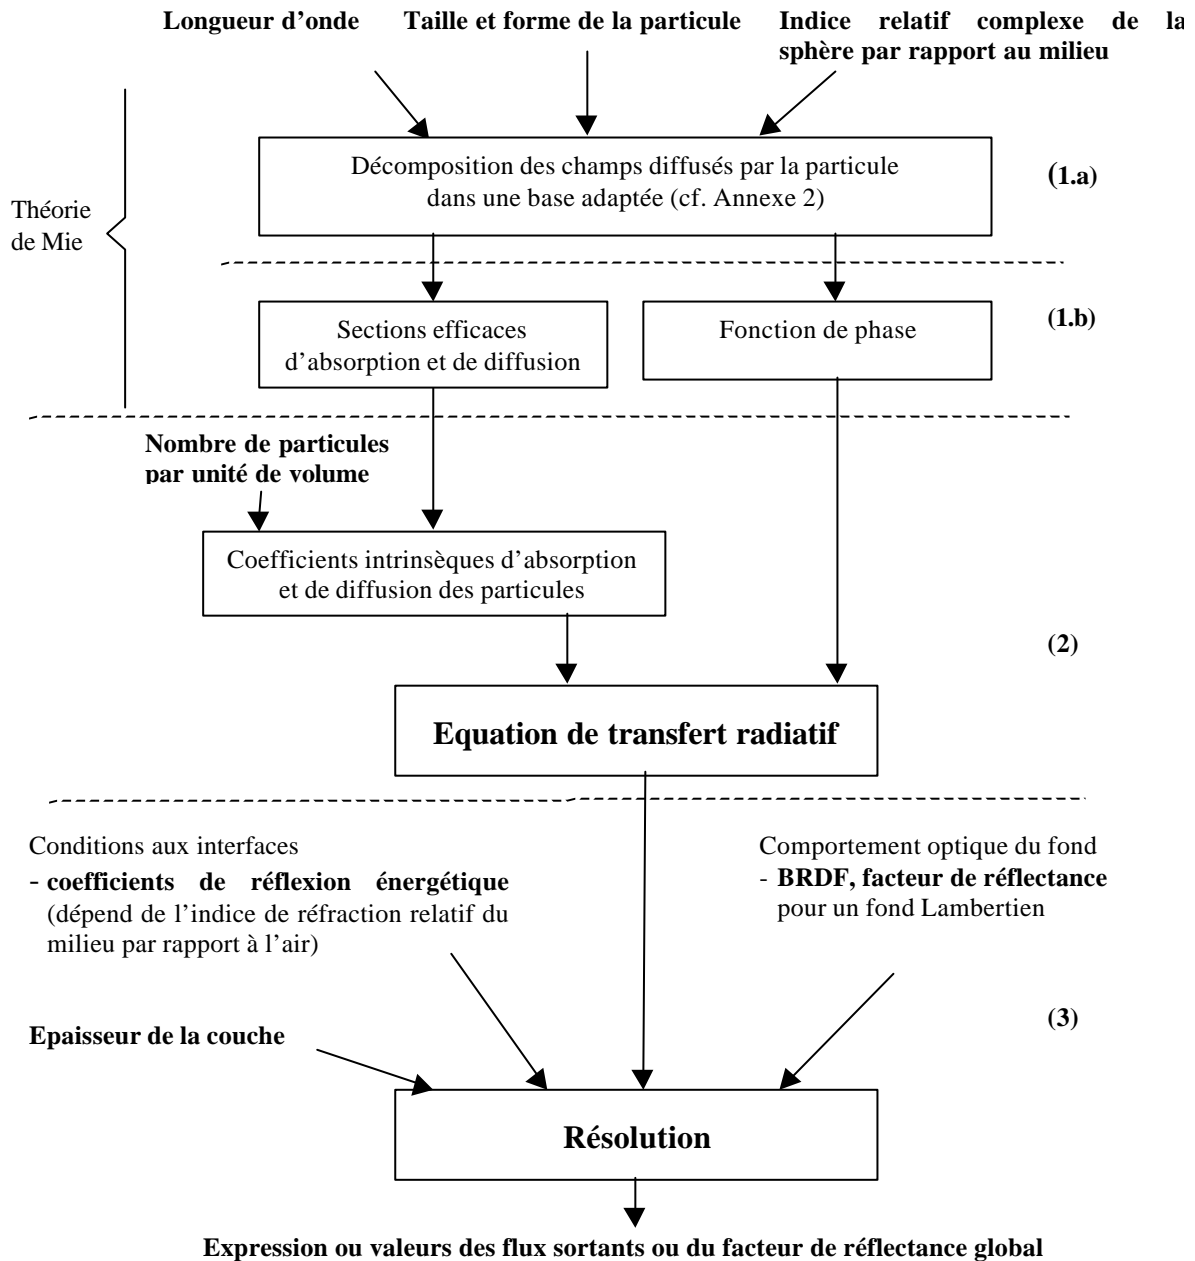 Longueur d’onde
Taille et forme de la particule
Indice relatif complexe de la
sphère par rapport au milieu
Décomposition des champs diffusés par la particule
dans une base adaptée (cf. Annexe 2)
(1.a)
Théorie
de Mie
Sections efficaces
d’absorption et de diffusion
Fonction de phase
(1.b)
Nombre de particules
par unité de volume
Coefficients intrinsèques d’absorption
et de diffusion des particules
(2)
Equation de transfert radiatif
Conditions aux interfaces
- coefficients de réflexion énergétique
(dépend de l’indice de réfraction relatif du
milieu par rapport à l’air)
Comportement optique du fond
- BRDF, facteur de réflectance
pour un fond Lambertien
Epaisseur de la couche
(3)
Résolution
Expression ou valeurs des flux sortants ou du facteur de réflectance global